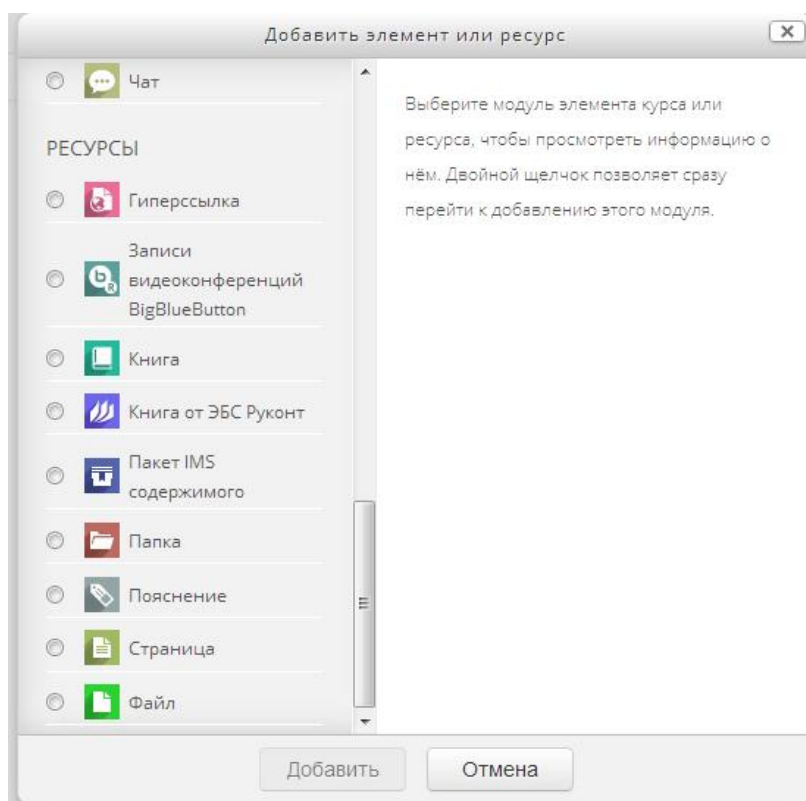 Добавить элемент или ресурс
Чат
РЕСУРСЫ
Гиперссылка
Записи
видеоконференций
BigBlueButton
Книга
Книга от ЭБС Руконт
Пакет IMS
содержимого
Папка
Пояснение
Страница
Файл
Выберите модуль элемента курса или
ресурса, чтобы просмотреть информацию о
нём. Двойной щелчок позволяет сразу
перейти к добавлению этого модуля.
Добавить
Отмена